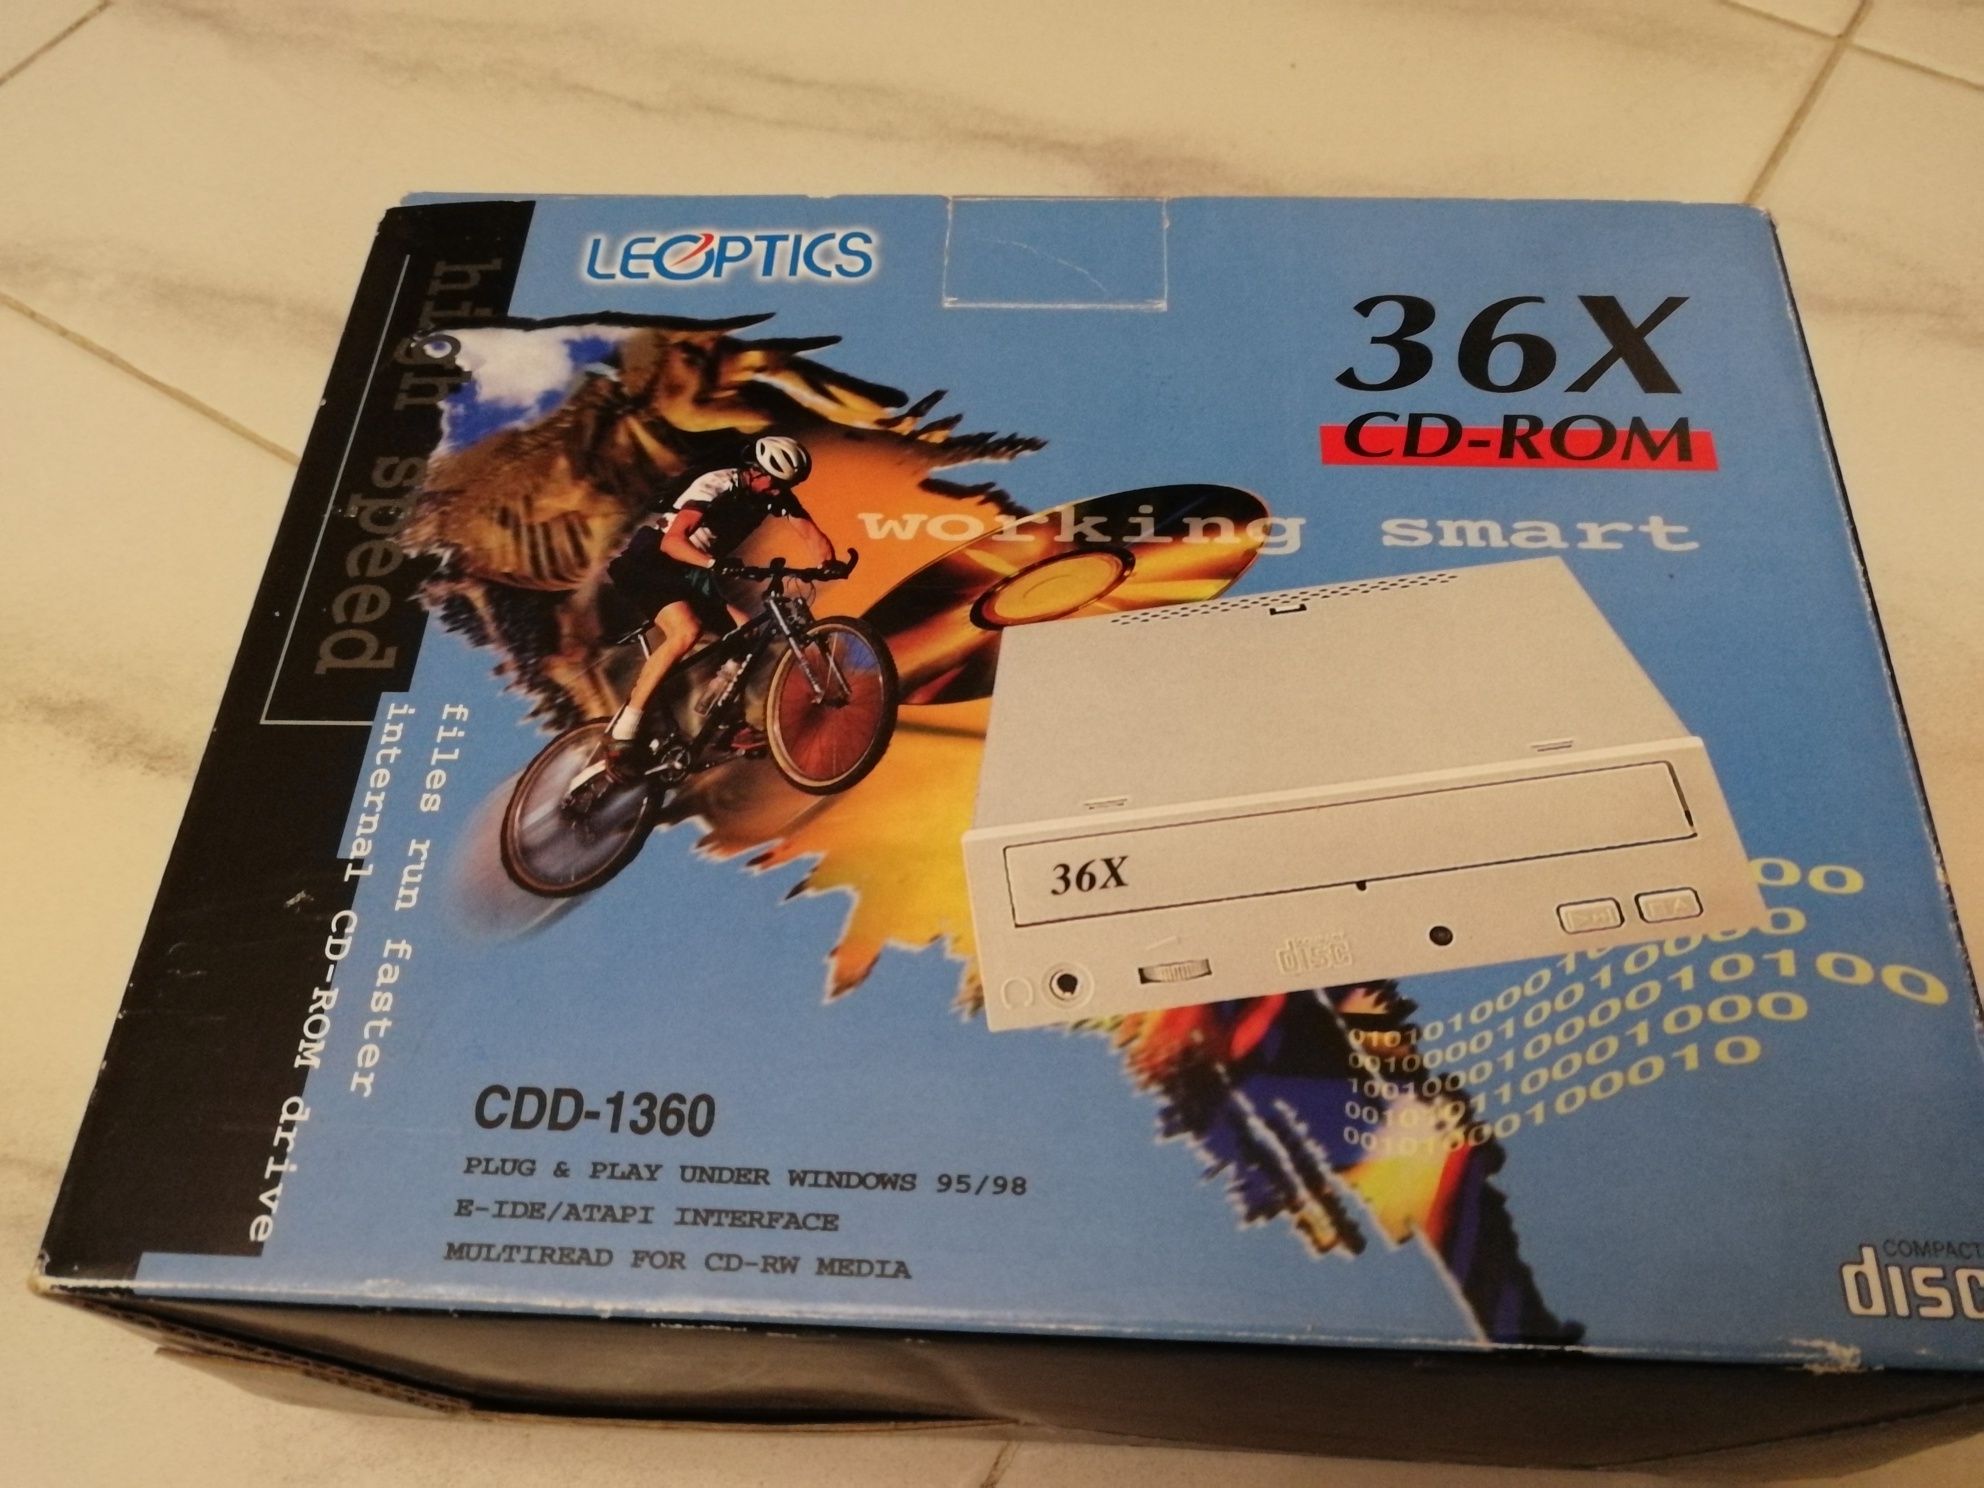 LEOPTICS
36X
CD-ROM
working smart
high speed
files run faster
internal CD-ROM drive
36X
disc
CDD-1360
PLUG & PLAY UNDER WINDOWS 95/98
E-IDE/ATAPI INTERFACE
MULTIREAD FOR CD-RW MEDIA
COMPACT
disc